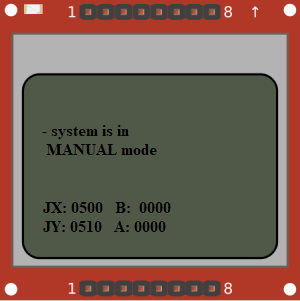 1 8 ↑
- system is in
MANUAL mode
JX: 0500 B: 0000
JY: 0510 A: 0000
1 8